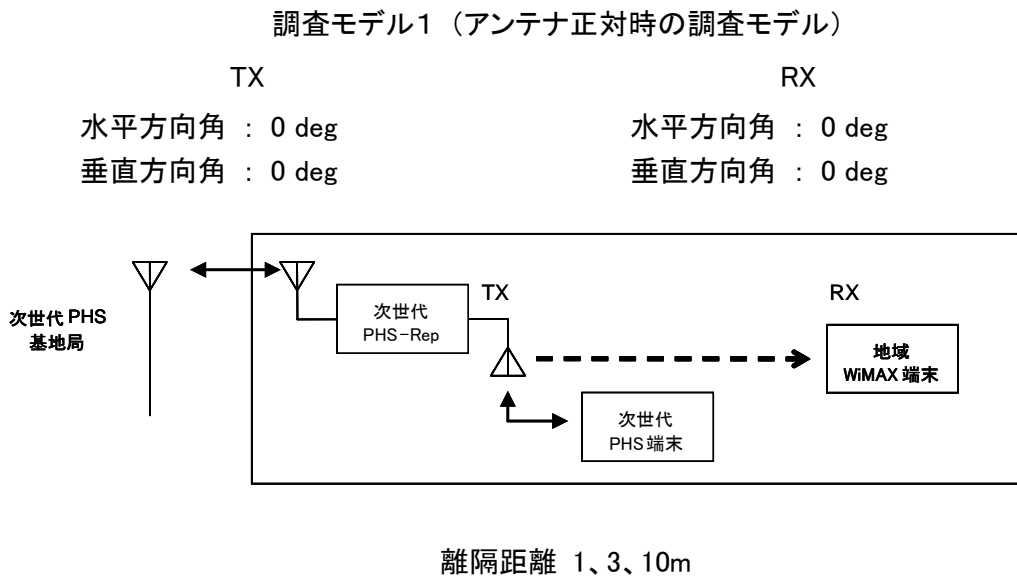 調査モデル1 (アンテナ正対時の調査モデル)
TX
RX
水平方向角 : 0 deg
水平方向角 : 0 deg
垂直方向角 : 0 deg
垂直方向角 : 0 deg
次世代 PHS
基地局
次世代
PHS-Rep
TX
RX
地域
WiMAX 端末
次世代
PHS端末
離隔距離 1、3、10m